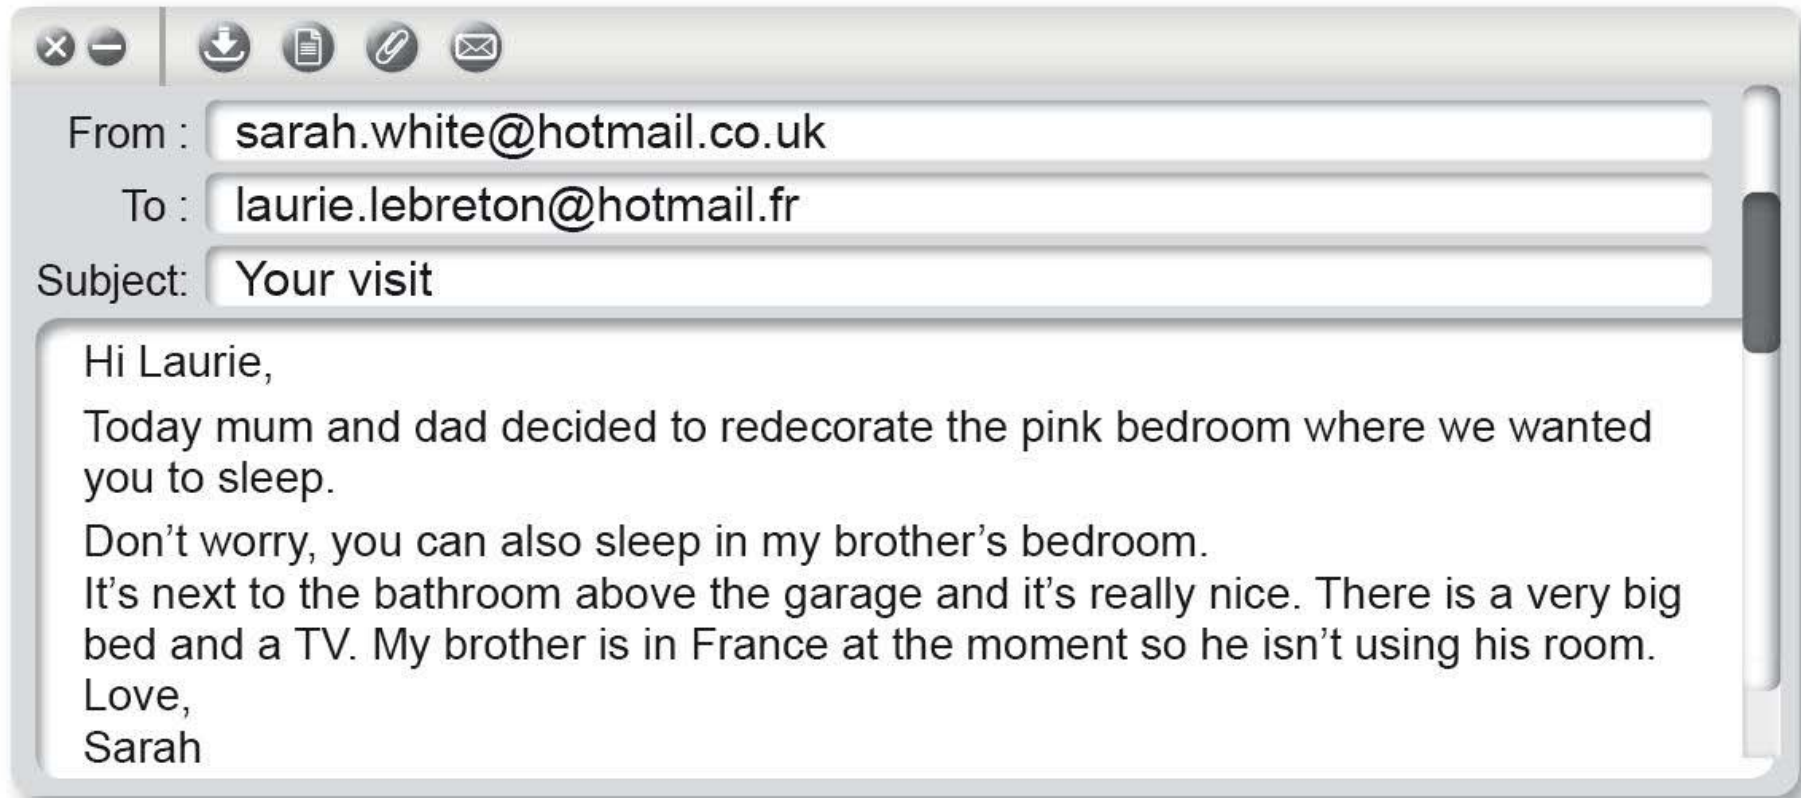 From : sarah.white@hotmail.co.uk
To : laurie.lebreton@hotmail.fr
Subject: Your visit
Hi Laurie,
Today mum and dad decided to redecorate the pink bedroom where we wanted
you to sleep.
Don’t worry, you can also sleep in my brother’s bedroom.
It’s next to the bathroom above the garage and it’s really nice. There is a very big
bed and a TV. My brother is in France at the moment so he isn’t using his room.
Love,
Sarah